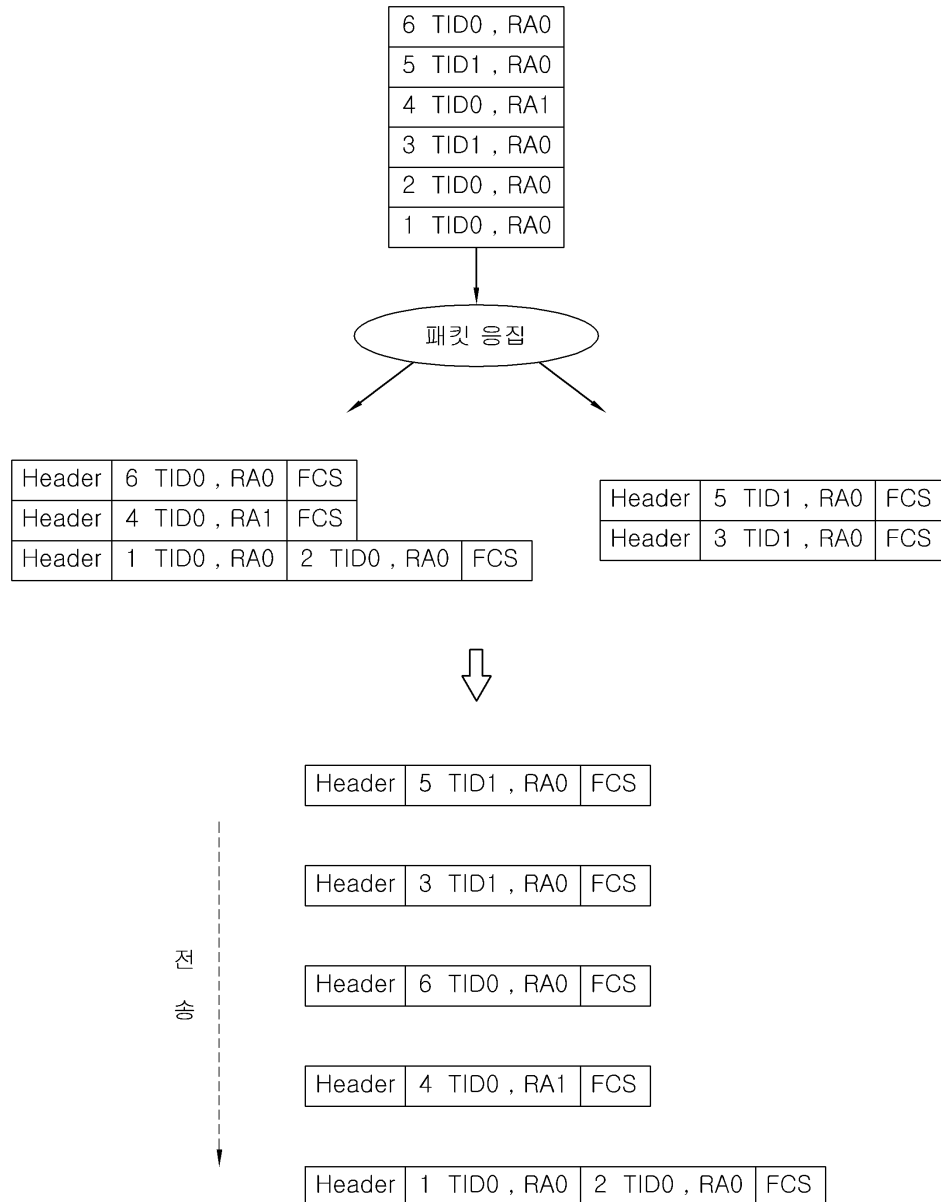 6 TID0 , RA0
5 TID1 , RA0
4 TID0 , RA1
3 TID1 , RA0
2 TID0 , RA0
1 TID0 , RA0
패킷 응집
Header 6 TID0 , RA0 FCS
Header 4 TID0 , RA1 FCS
Header 1 TID0 , RA0 2 TID0 , RA0 FCS
Header 5 TID1 , RA0 FCS
Header 3 TID1 , RA0 FCS
전송
Header 5 TID1 , RA0 FCS
Header 3 TID1 , RA0 FCS
Header 6 TID0 , RA0 FCS
Header 4 TID0 , RA1 FCS
Header 1 TID0 , RA0 2 TID0 , RA0 FCS